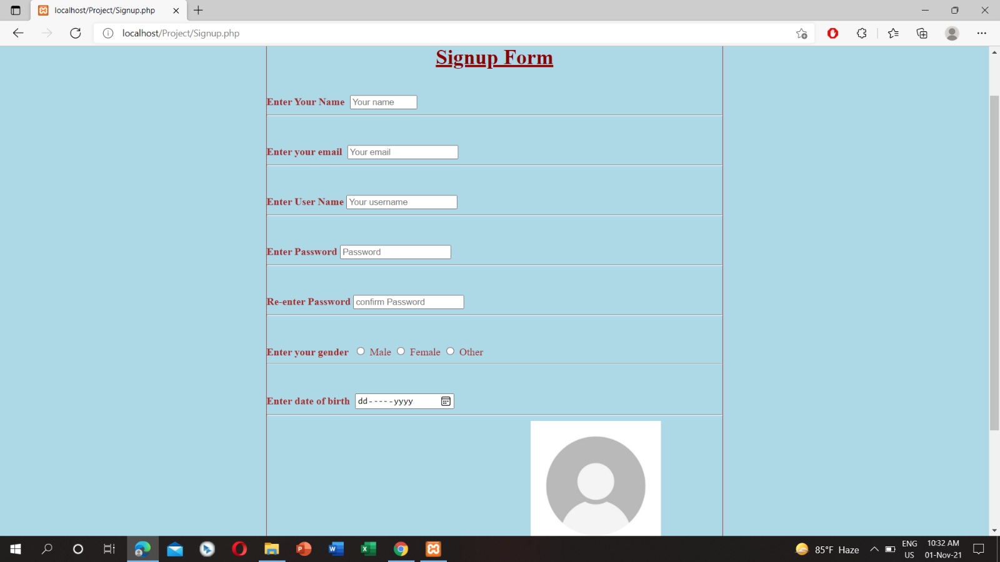 localhost/Project/Signup.php
localhost/Project/Signup.php
Signup Form
Enter Your Name Your name
Enter your email Your email
Enter User Name Your username
Enter Password Password
Re-enter Password confirm Password
Enter your gender Male Female Other
Enter date of birth dd-----yyyy
85°F Haze
ENG
US
10:32 AM
01-Nov-21